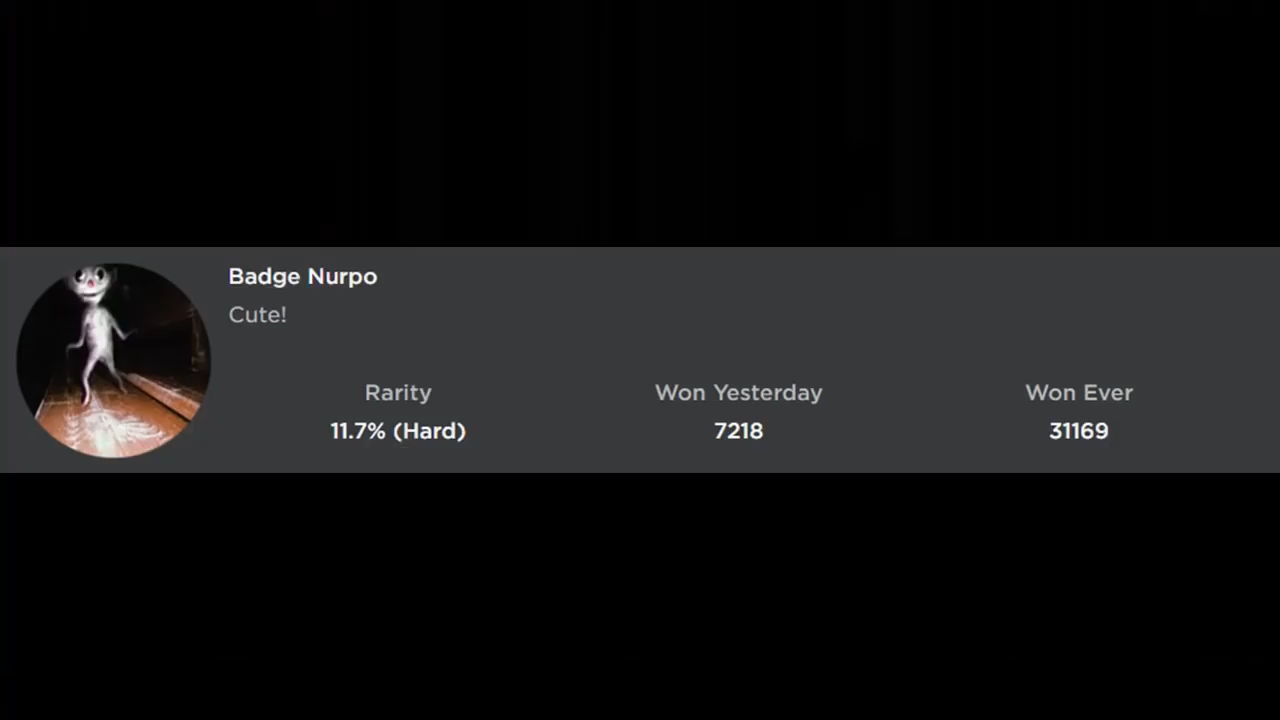 Badge Nurpo
Cute!
Rarity Won Yesterday Won Ever
11.7% (Hard) 7218 31169